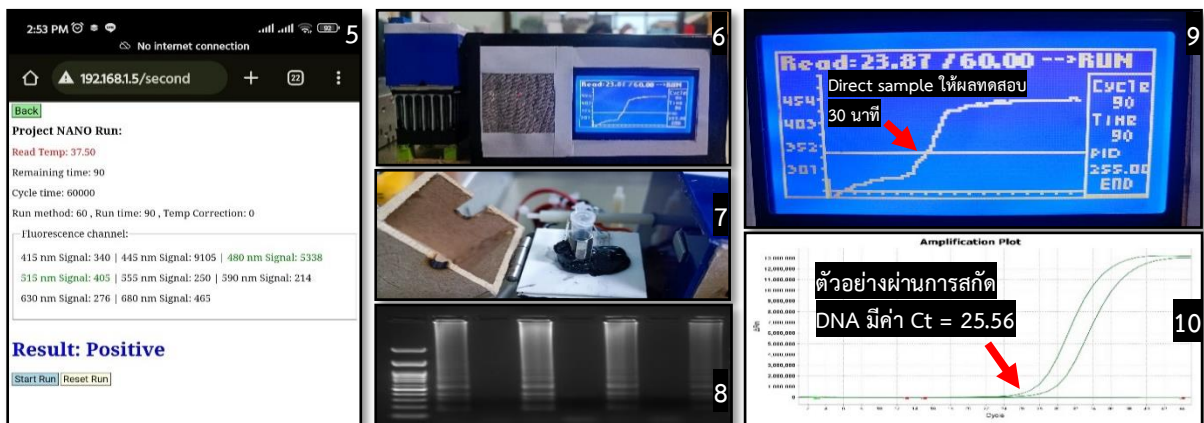 2:53 PM
92
5
No internet connection
192.168.1.5/second
22
Back
Project NANO Run:
Read Temp: 37.50
Remaining time: 90
Cycle time: 60000
Run method: 60 , Run time: 90 , Temp Correction: 0
Fluorescence channel:
415 nm Signal: 340 | 445 nm Signal: 9105 | 480 nm Signal: 5338
515 nm Signal: 405 | 555 nm Signal: 250 | 590 nm Signal: 214
630 nm Signal: 276 | 680 nm Signal: 465
Result: Positive
Start Run
Reset Run
6
7
8
9
Read:23.87 /60.00 -->RUN
Direct sample ให้ผลทดสอบ
30 นาที
454
403
352
301
Cycle
90
Time
90
PID
255.00
END
Amplification Plot
ตัวอย่างผ่านการสกัด
DNA มีค่า Ct = 25.56
10
Cycle